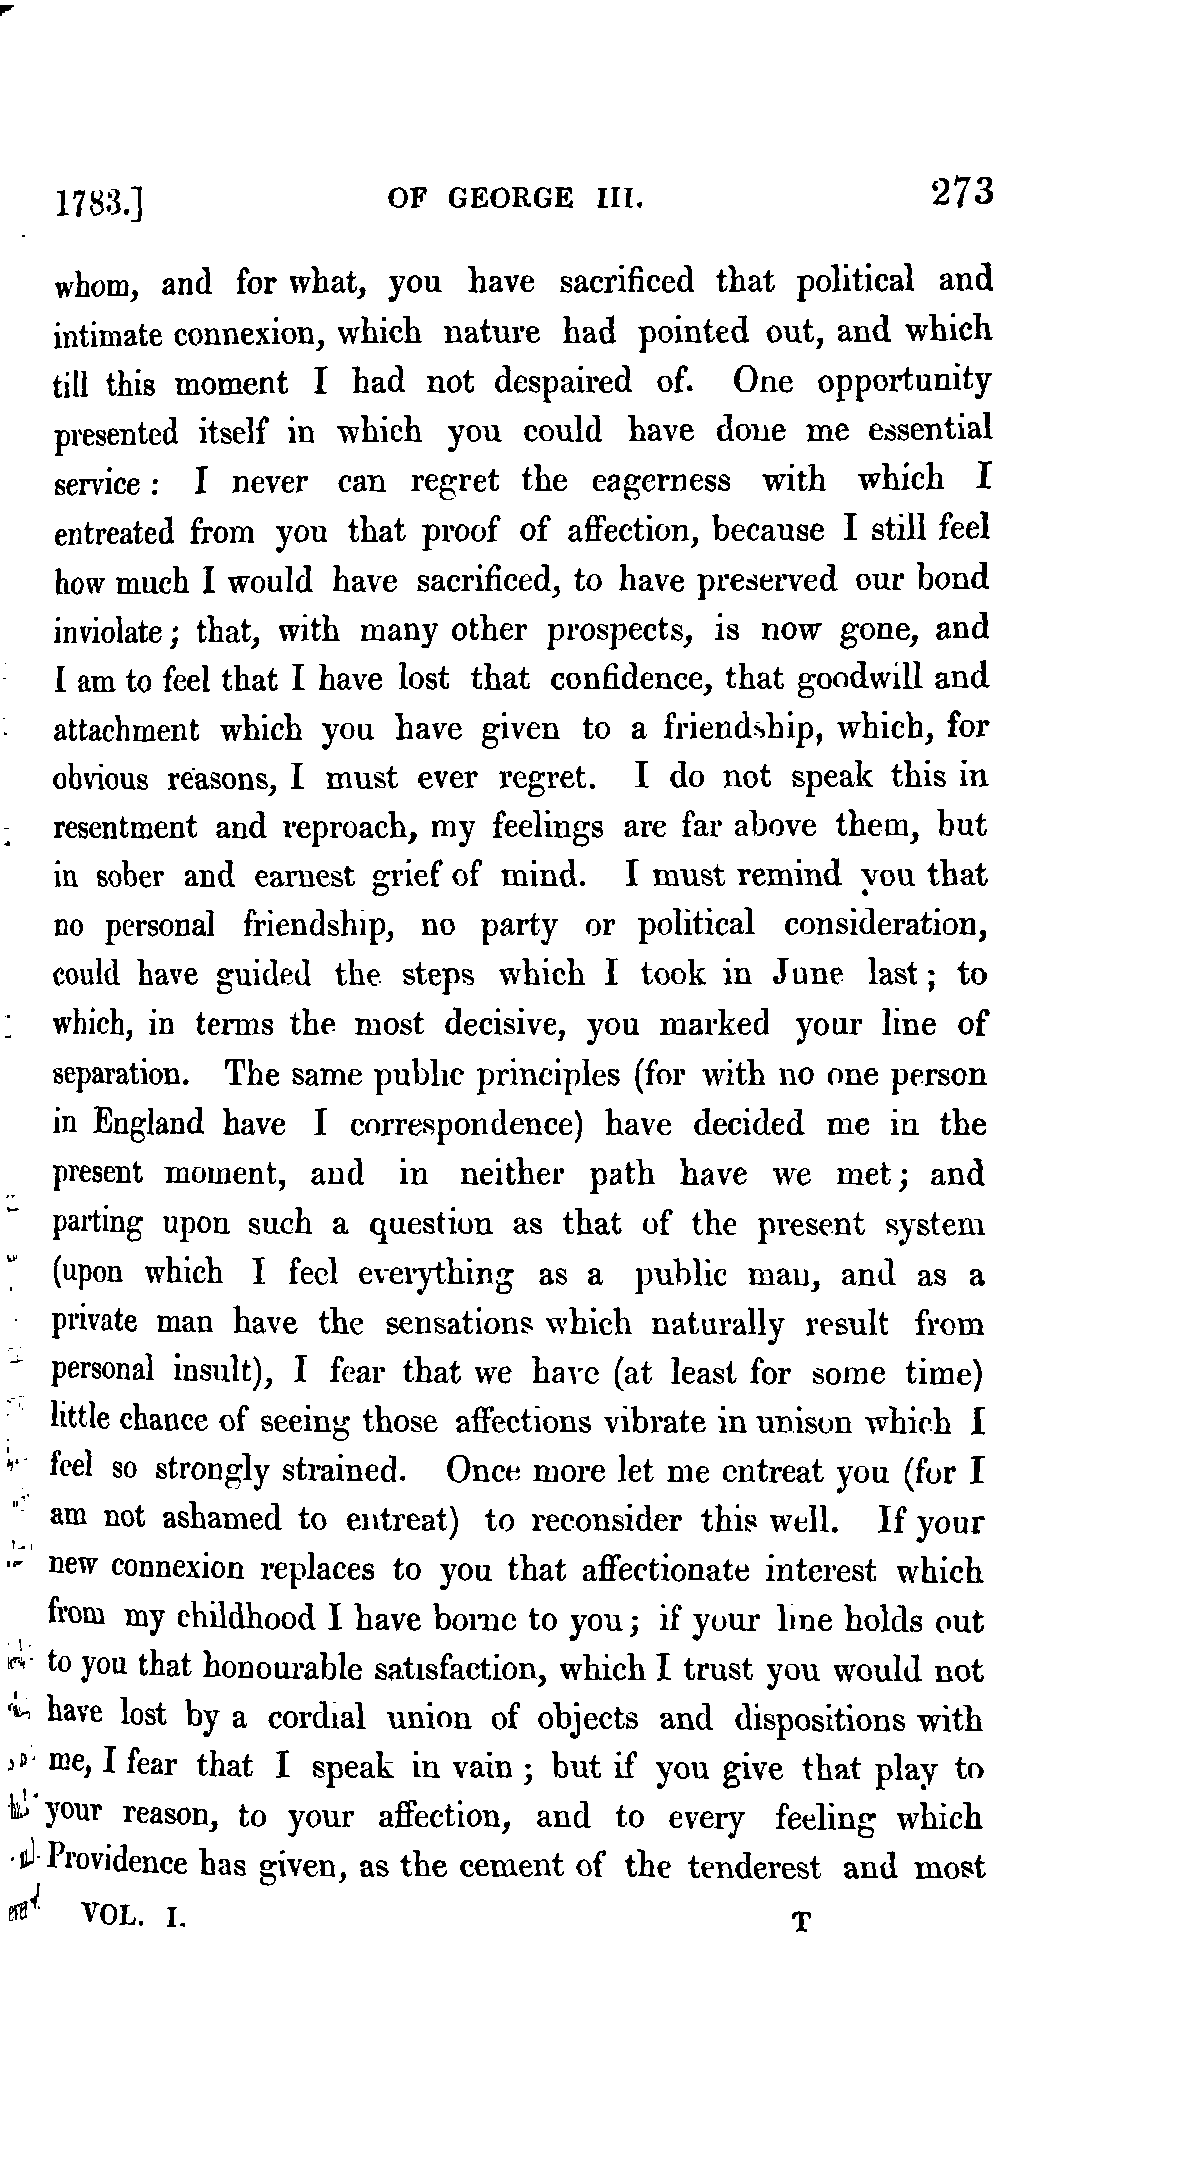 1783.] OF GEORGE III. 273
whom, and for what, you have sacrificed that political and
intimate connexion, which nature had pointed out, and which
till this moment I had not despaired of. One opportunity
presented itself in which you could have done me essential
service : I never can regret the eagerness with which I
entreated from you that proof of affection, because I still feel
how much I would have sacrificed, to have preserved our bond
inviolate ; that, with many other prospects, is now gone, and
I am to feel that I have lost that confidence, that goodwill and
attachment which you have given to a friendship, which, for
obvious reasons, I must ever regret. I do not speak this in
resentment and reproach, my feelings are far above them, but
in sober and earnest grief of mind. I must remind you that
no personal friendship, no party or political consideration,
could have guided the steps which I took in June last ; to
which, in terms the most decisive, you marked your line of
separation. The same public principles (for with no one person
in England have I correspondence) have decided me in the
present moment, and in neither path have we met ; and
parting upon such a question as that of the present system
(upon which I feel everything as a public man, and as a
private man have the sensations which naturally result from
personal insult), I fear that we have (at least for some time)
little chance of seeing those affections vibrate in unison which I
feel so strongly strained. Once more let me entreat you (for I
am not ashamed to entreat) to reconsider this well. If your
new connexion replaces to you that affectionate interest which
from my childhood I have borne to you ; if your line holds out
to you that honourable satisfaction, which I trust you would not
have lost by a cordial union of objects and dispositions with
me, I fear that I speak in vain ; but if you give that play to
your reason, to your affection, and to every feeling which
Providence has given, as the cement of the tenderest and most
VOL. I. T